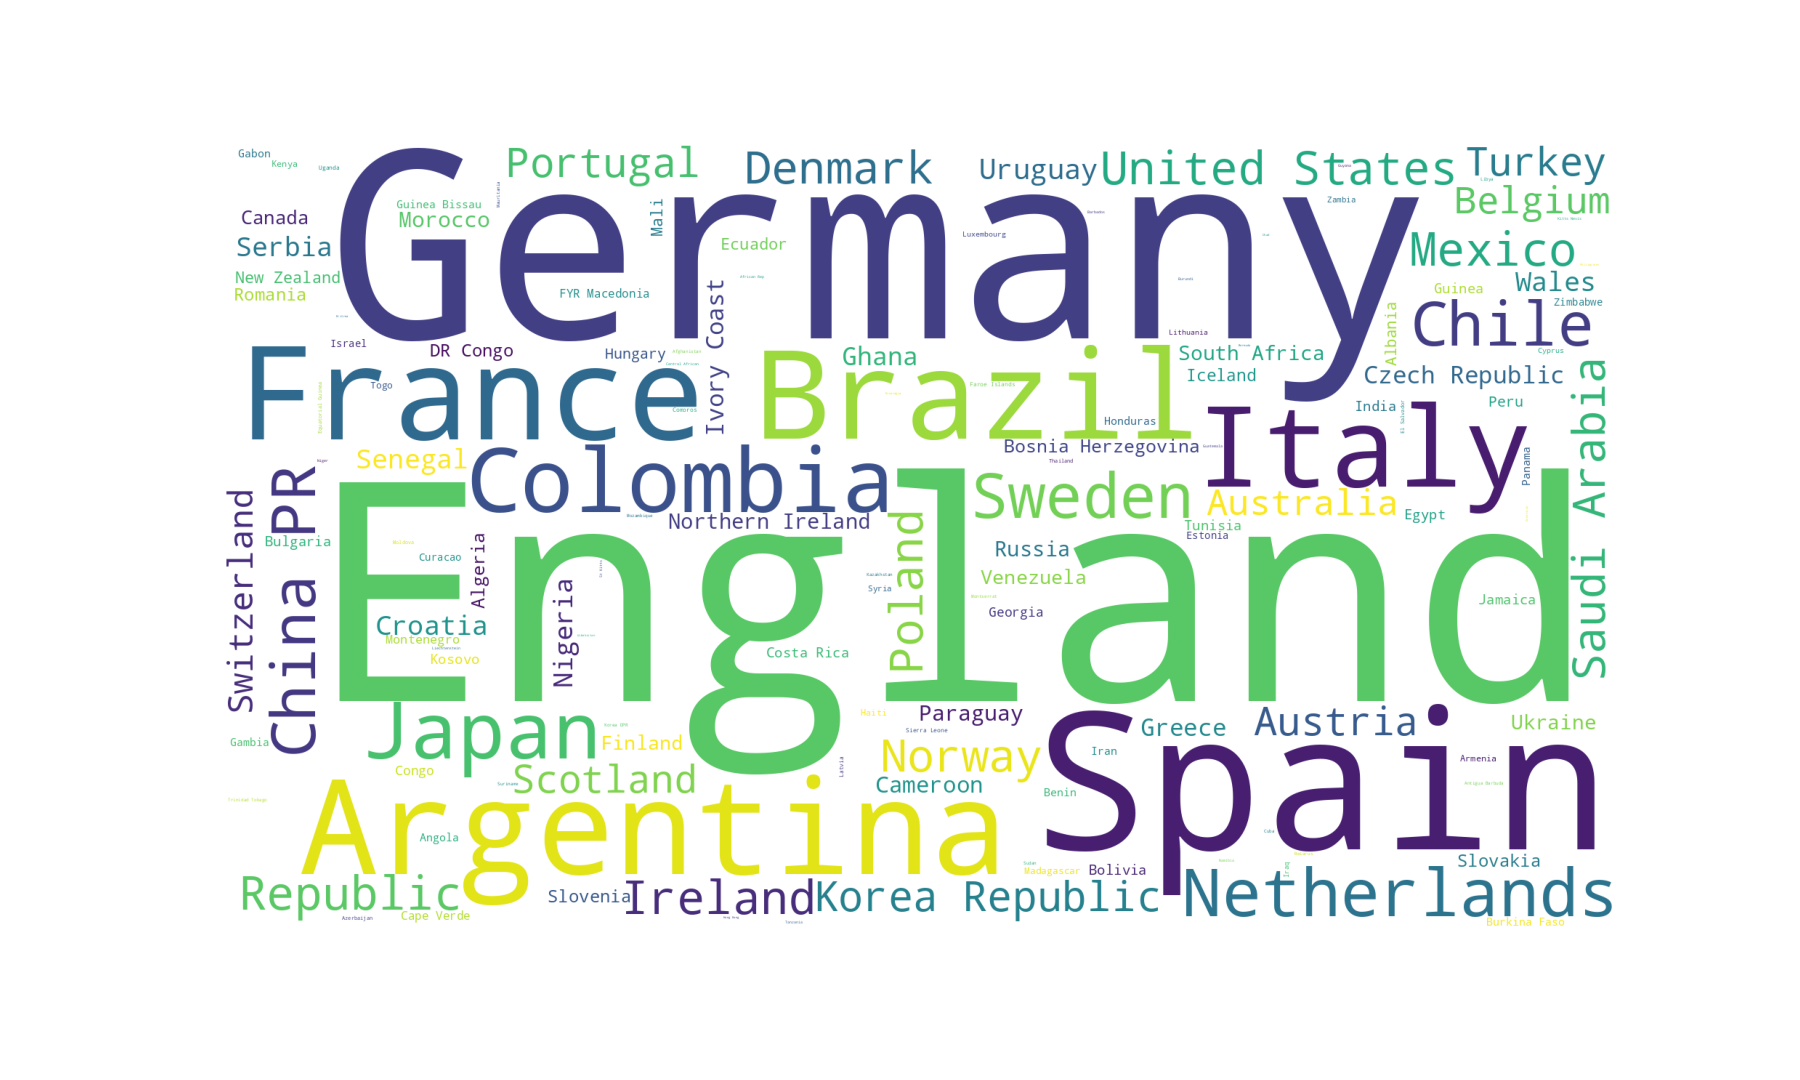 Gabon
Kenya
Uganda
Portugal
Denmark
Uruguay
United States
Turkey
Canada
Guinea Bissau
Morocco
Mali
Germany
Zambia
Belgium
Serbia
Ecuador
Luxembourg
Mexico
New Zealand
Romania
FYR Macedonia
Ivory Coast
Guinea
Wales
Zimbabwe
Chile
Albania
Lithuania
Israel
DR Congo
Hungary
Ghana
South Africa
Iceland
Cyprus
France
Togo
Comoros
Brazil
Faroe Islands
Czech Republic
India
Peru
Honduras
Italy
Saudi Arabia
Senegal
Colombia
Bosnia Herzegovina
Thailand
Panama
Switzerland
China PR
Sweden
Australia
Northern Ireland
Egypt
Tunisia
Estonia
Bulgaria
Curacao
Algeria
England
Poland
Russia
Venezuela
Syria
Georgia
Jamaica
Croatia
Montenegro
Kosovo
Nigeria
Costa Rica
Gambia
Japan
Finland
Haiti
Paraguay
Sierra Leone
Greece
Austria
Ukraine
Congo
Scotland
Latvia
Norway
Cameroon
Iran
Spain
Armenia
Benin
Argentina
Angola
Madagascar
Bolivia
Iraq
Slovakia
Republic
Slovenia
Ireland
Korea Republic
Netherlands
Azerbaijan
Cape Verde
Burkina Faso